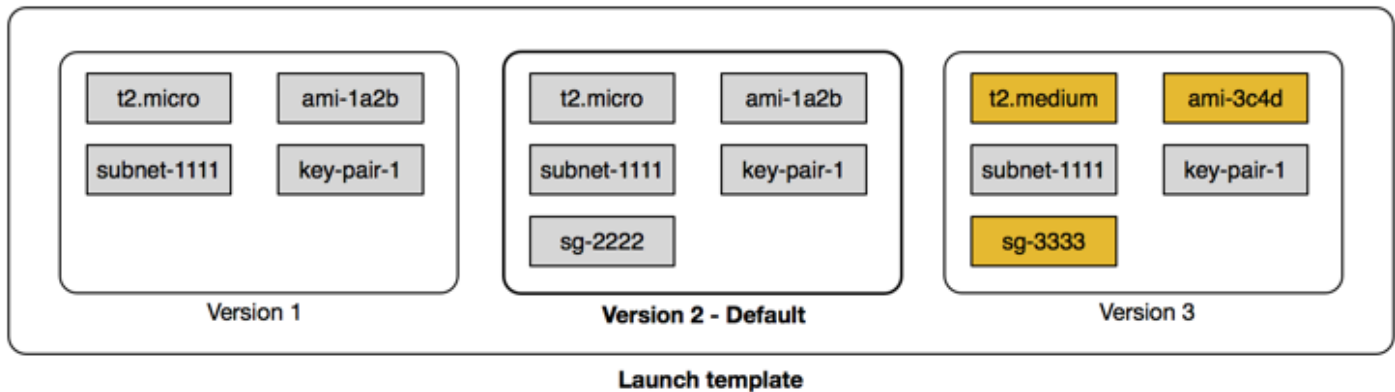 t2.micro
ami-1a2b
subnet-1111
key-pair-1
Version 1
t2.micro
ami-1a2b
subnet-1111
key-pair-1
sg-2222
Version 2 - Default
t2.medium
ami-3c4d
subnet-1111
key-pair-1
sg-3333
Version 3
Launch template